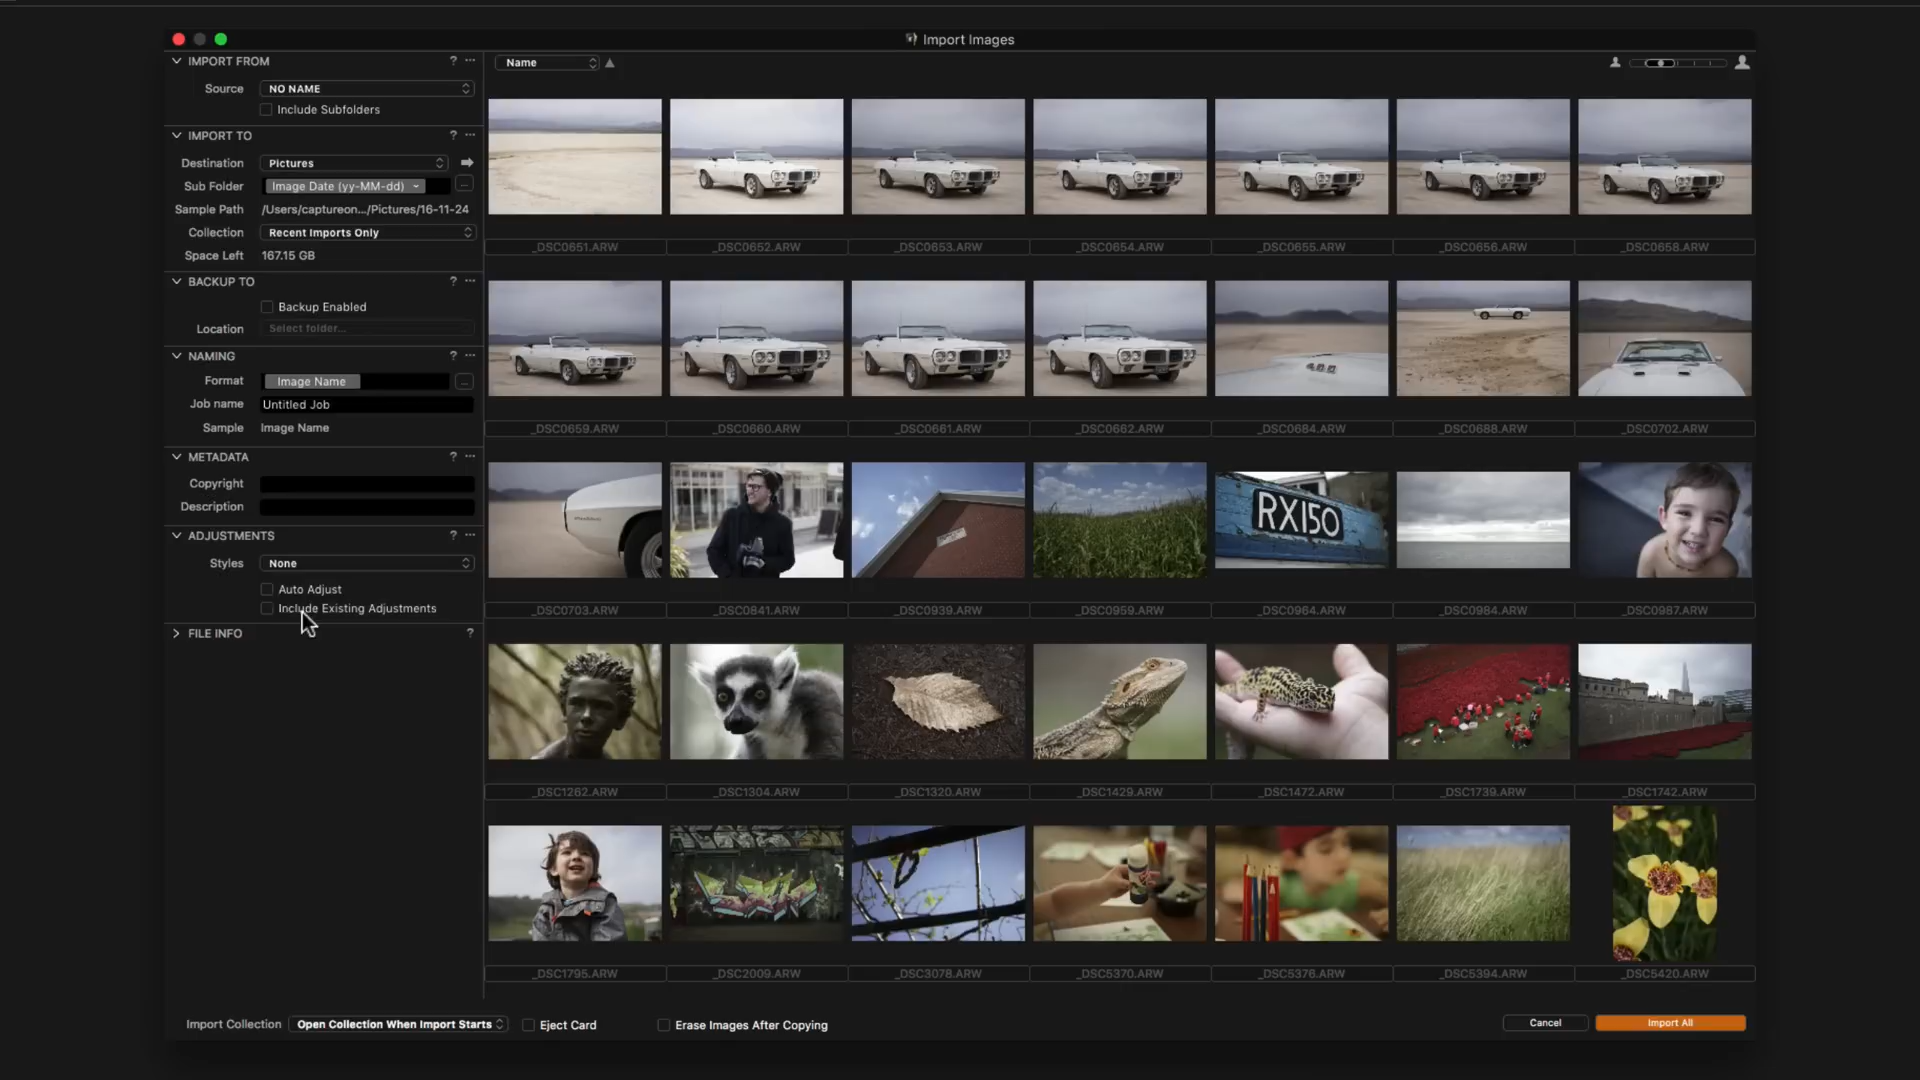 Import Images
IMPORT FROM ? ...
Source NO NAME
Include Subfolders
IMPORT TO ? ...
Destination Pictures
Sub Folder Image Date (yy-MM-dd) ...
Sample Path /Users/captureon.../Pictures/16-11-24
Collection Recent Imports Only
Space Left 167.15 GB
BACKUP TO ? ...
Backup Enabled
Location Select folder...
NAMING ? ...
Format Image Name ...
Job name Untitled Job
Sample Image Name
METADATA ? ...
Copyright
Description
ADJUSTMENTS ? ...
Styles None
Auto Adjust
Include Existing Adjustments
FILE INFO ?
Name
_DSC0651.ARW _DSC0652.ARW _DSC0653.ARW _DSC0654.ARW _DSC0655.ARW _DSC0656.ARW _DSC0658.ARW
400
_DSC0659.ARW _DSC0660.ARW _DSC0661.ARW _DSC0662.ARW _DSC0684.ARW _DSC0688.ARW _DSC0702.ARW
RX150
_DSC0703.ARW _DSC0841.ARW _DSC0939.ARW _DSC0959.ARW _DSC0964.ARW _DSC0984.ARW _DSC0987.ARW
_DSC1262.ARW _DSC1304.ARW _DSC1320.ARW _DSC1429.ARW _DSC1472.ARW _DSC1739.ARW _DSC1742.ARW
_DSC1795.ARW _DSC2009.ARW _DSC3078.ARW _DSC5370.ARW _DSC5376.ARW _DSC5394.ARW _DSC5420.ARW
Import Collection Open Collection When Import Starts Eject Card Erase Images After Copying Cancel Import All